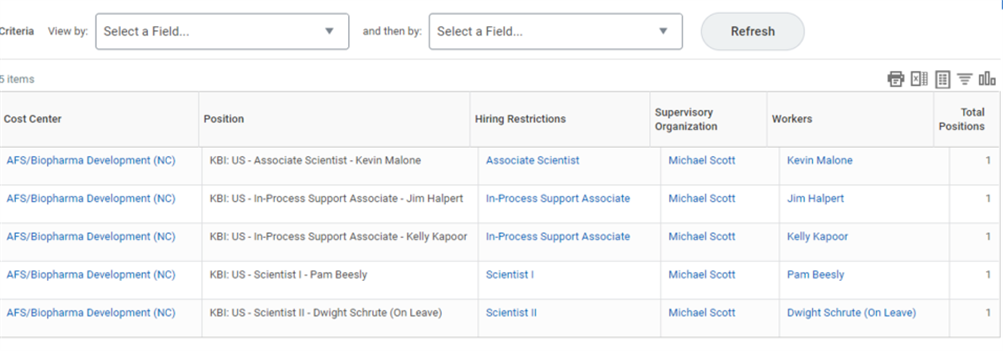 Criteria View by: Select a Field... and then by: Select a Field... Refresh
5 items
Cost Center Position Hiring Restrictions Supervisory Organization Workers Total Positions
AFS/Biopharma Development (NC) KBI: US - Associate Scientist - Kevin Malone Associate Scientist Michael Scott Kevin Malone 1
AFS/Biopharma Development (NC) KBI: US - In-Process Support Associate - Jim Halpert In-Process Support Associate Michael Scott Jim Halpert 1
AFS/Biopharma Development (NC) KBI: US - In-Process Support Associate - Kelly Kapoor In-Process Support Associate Michael Scott Kelly Kapoor 1
AFS/Biopharma Development (NC) KBI: US - Scientist I - Pam Beesly Scientist I Michael Scott Pam Beesly 1
AFS/Biopharma Development (NC) KBI: US - Scientist II - Dwight Schrute (On Leave) Scientist II Michael Scott Dwight Schrute (On Leave) 1